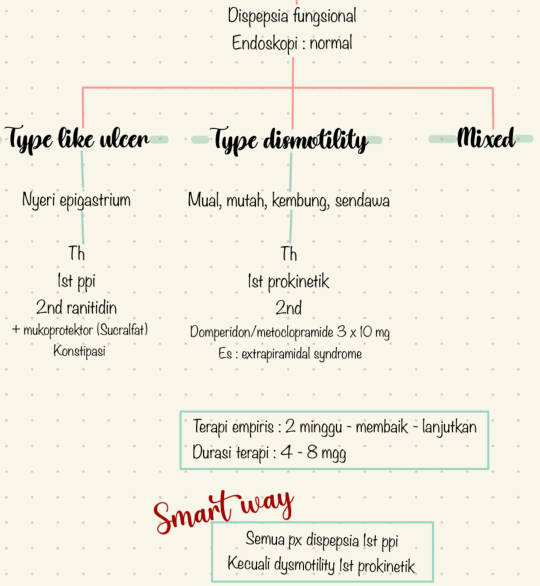 Dispepsia fungsional
Endoskopi : normal
Type like ulcer
Nyeri epigastrium
Th
1st ppi
2nd ranitidin
+ mukoprotektor (Sucralfat)
Konstipasi
Type dismotility
Mual, mutah, kembung, sendawa
Th
1st prokinetik
2nd
Domperidon/metoclopramide 3 x 10 mg
Es : extrapiramidal syndrome
Mixed
Terapi empiris : 2 minggu - membaik - lanjutkan
Durasi terapi : 4 - 8 mgg
Smart way
Semua px dispepsia 1st ppi
Kecuali dysmotility 1st prokinetik